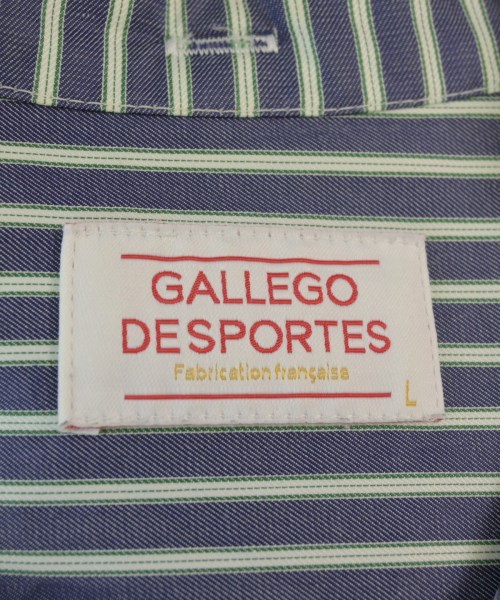 GALLEGO
DESPORTES
Fabrication française
L